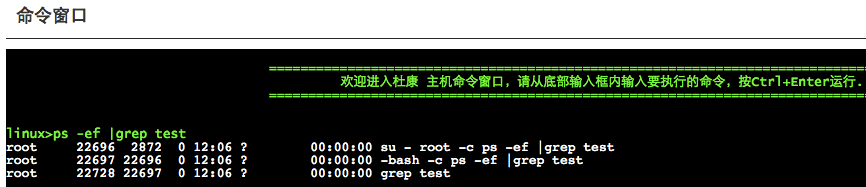 命令窗口
================================================================
欢迎进入杜康 主机命令窗口，请从底部输入框内输入要执行的命令，按Ctrl+Enter运行.
================================================================
linux>ps -ef |grep test
root 22696 2872 0 12:06 ? 00:00:00 su - root -c ps -ef |grep test
root 22697 22696 0 12:06 ? 00:00:00 -bash -c ps -ef |grep test
root 22728 22697 0 12:06 ? 00:00:00 grep test